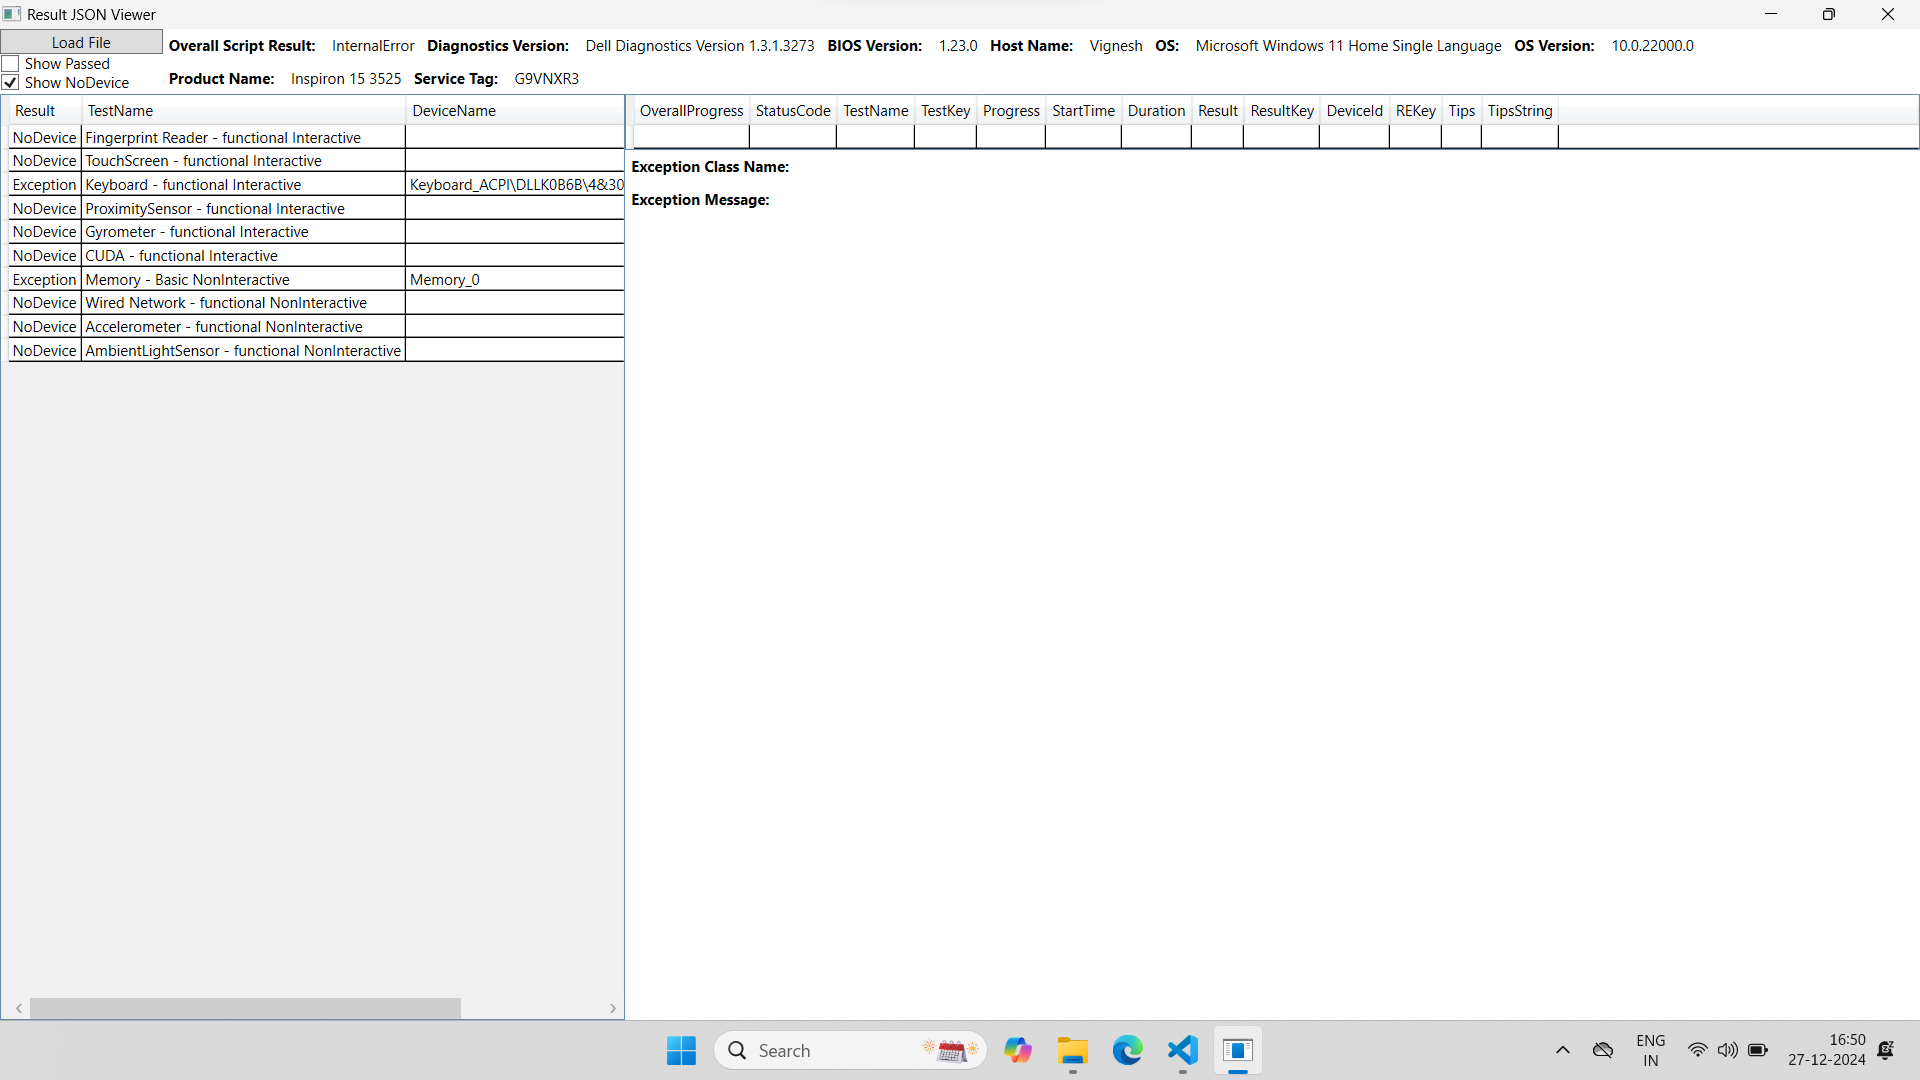 Result JSON Viewer
Load File
Show Passed
Show NoDevice
Overall Script Result: InternalError Diagnostics Version: Dell Diagnostics Version 1.3.1.3273 BIOS Version: 1.23.0 Host Name: Vignesh OS: Microsoft Windows 11 Home Single Language OS Version: 10.0.22000.0
Product Name: Inspiron 15 3525 Service Tag: G9VNXR3
Result TestName DeviceName
NoDevice Fingerprint Reader - functional Interactive
NoDevice TouchScreen - functional Interactive
Exception Keyboard - functional Interactive Keyboard_ACPI\DLLK0B6B\4&30
NoDevice ProximitySensor - functional Interactive
NoDevice Gyrometer - functional Interactive
NoDevice CUDA - functional Interactive
Exception Memory - Basic NonInteractive Memory_0
NoDevice Wired Network - functional NonInteractive
NoDevice Accelerometer - functional NonInteractive
NoDevice AmbientLightSensor - functional NonInteractive
OverallProgress StatusCode TestName TestKey Progress StartTime Duration Result ResultKey DeviceId REKey Tips TipsString
Exception Class Name:
Exception Message:
Search
ENG
IN
16:50
27-12-2024